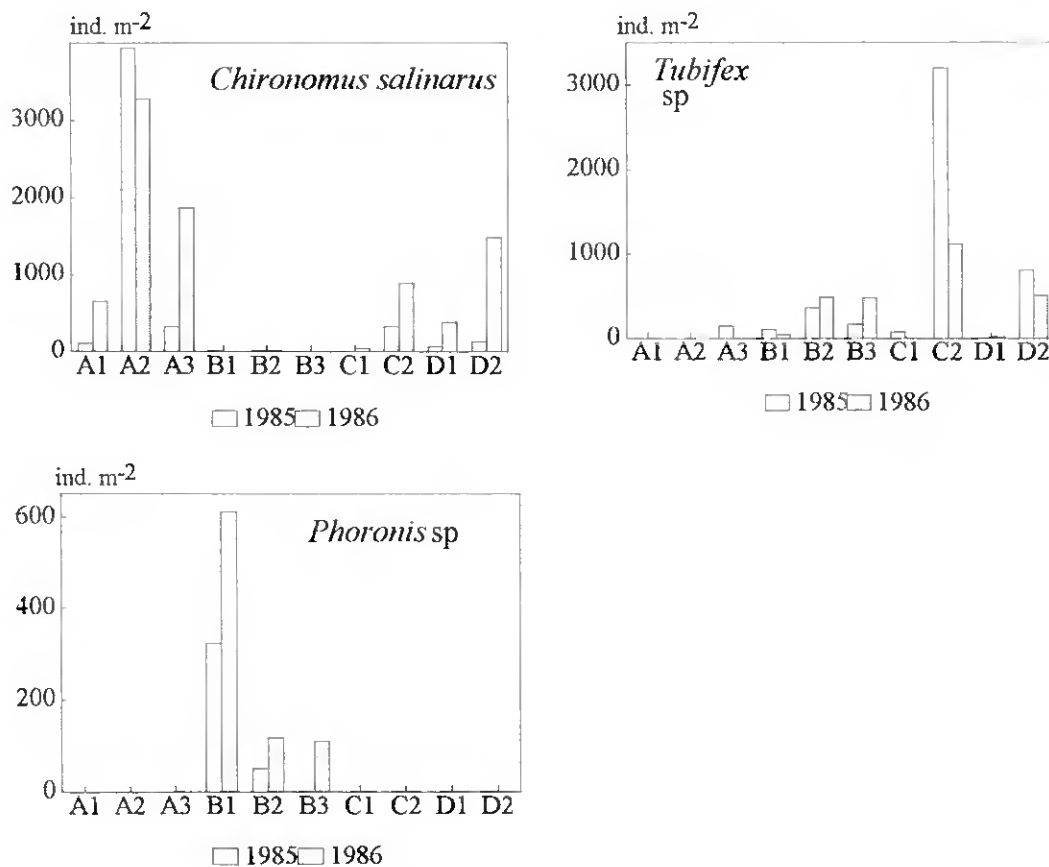 ind. m-2
Chironomus salinarus
3000
2000
1000
0
A1 A2 A3 B1 B2 B3 C1 C2 D1 D2
1985 1986
ind. m-2
Tubifex
sp
3000
2000
1000
0
A1 A2 A3 B1 B2 B3 C1 C2 D1 D2
1985 1986
ind. m-2
Phoronis sp
600
400
200
0
A1 A2 A3 B1 B2 B3 C1 C2 D1 D2
1985 1986